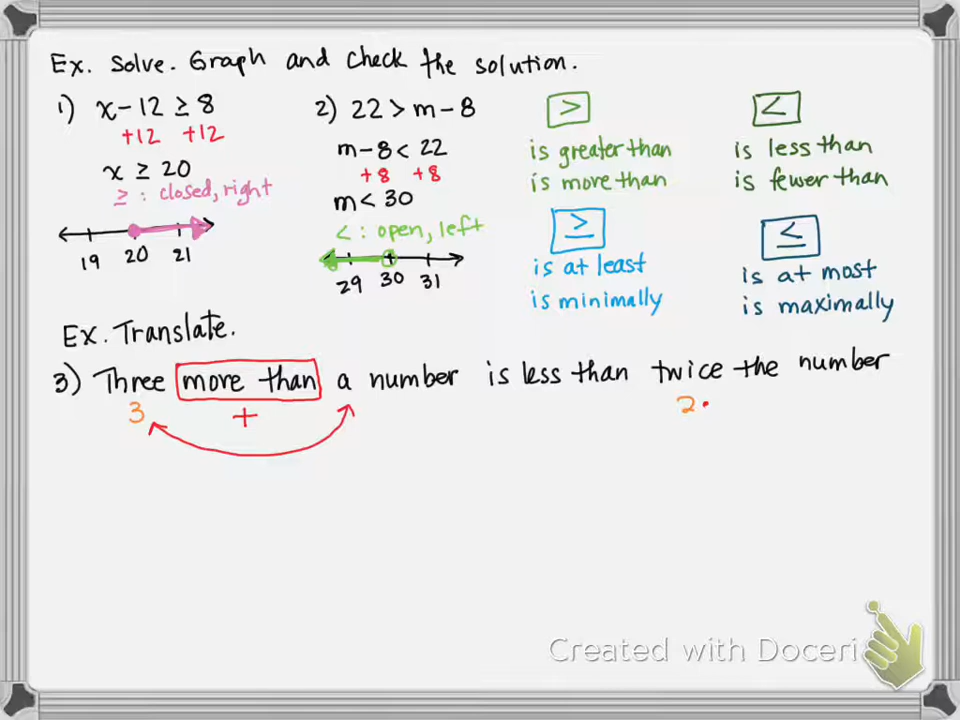 Ex. Solve. Graph and check the solution.
1) x - 12 ≥ 8
+12 +12
x ≥ 20
≥ : closed, right
19 20 21
2) 22 > m - 8
m - 8 < 22
+8 +8
m < 30
< : open, left
29 30 31
>
is greater than
is more than
<
is less than
is fewer than
≥
is at least
is minimally
≤
is at most
is maximally
Ex. Translate.
3) Three more than a number is less than twice the number
3 + 2 •
Created with Doceri